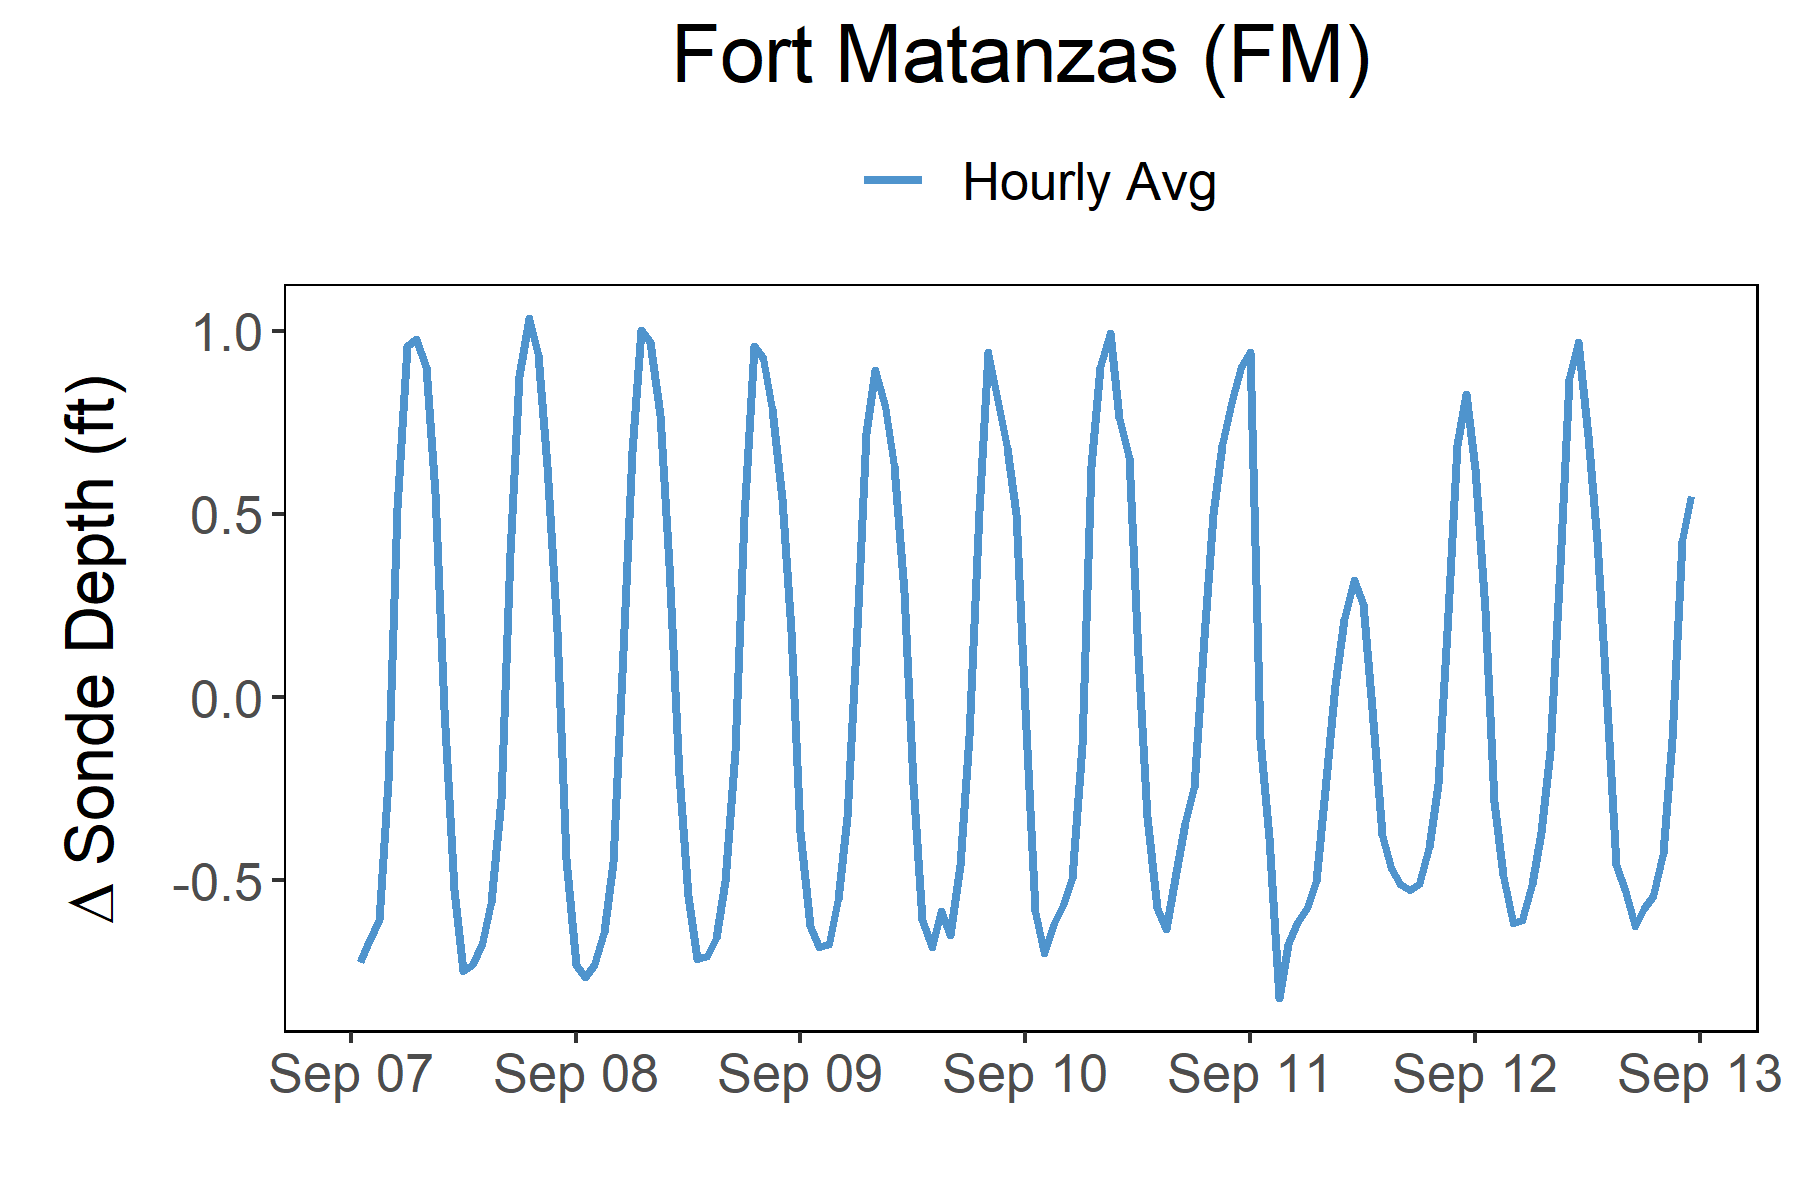 Fort Matanzas (FM)
Hourly Avg
Δ Sonde Depth (ft)
1.0
0.5
0.0
-0.5
Sep 07 Sep 08 Sep 09 Sep 10 Sep 11 Sep 12 Sep 13